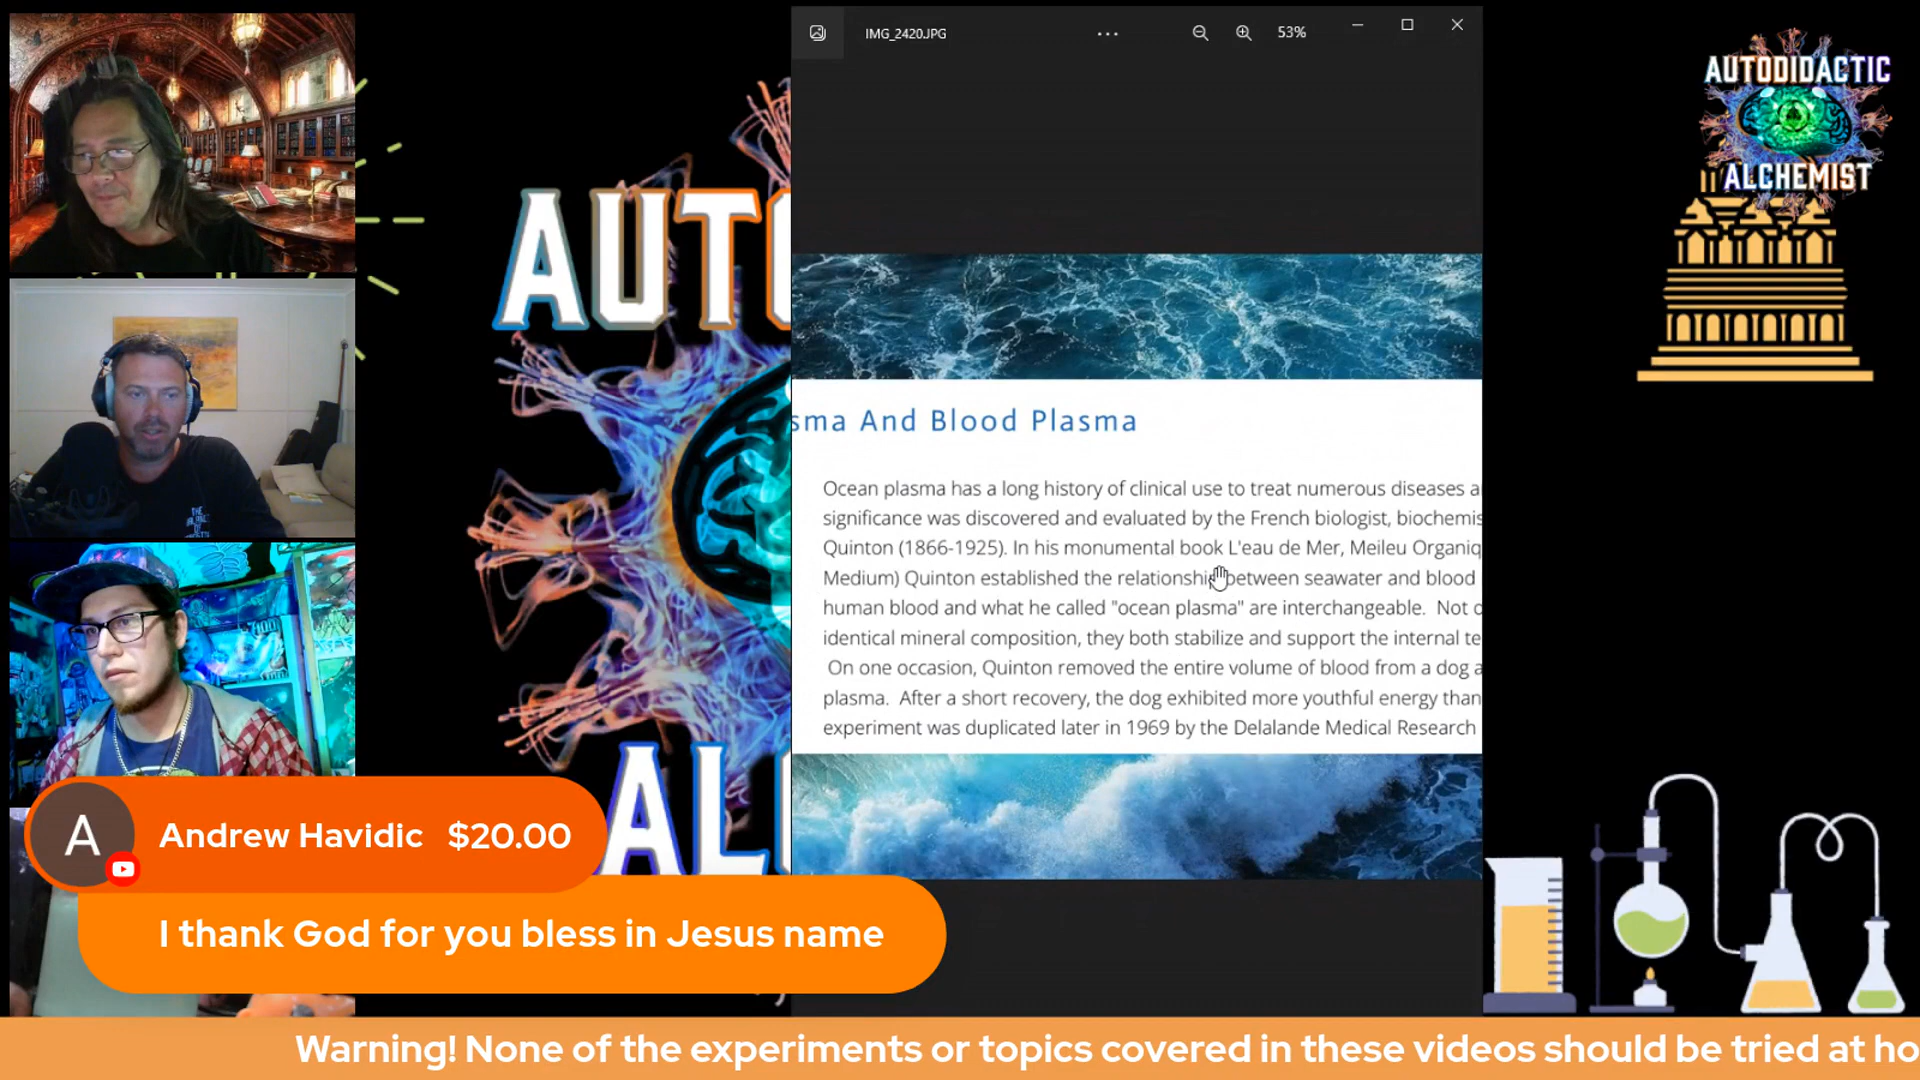 IMG_2420.JPG
53%
AUTODIDACTIC
ALCHEMIST
AUTO
sma And Blood Plasma
Ocean plasma has a long history of clinical use to treat numerous diseases a
significance was discovered and evaluated by the French biologist, biochemis
Quinton (1866-1925). In his monumental book L'eau de Mer, Meileu Organiq
Medium) Quinton established the relationship between seawater and blood
human blood and what he called "ocean plasma" are interchangeable. Not o
identical mineral composition, they both stabilize and support the internal te
On one occasion, Quinton removed the entire volume of blood from a dog a
plasma. After a short recovery, the dog exhibited more youthful energy than
experiment was duplicated later in 1969 by the Delalande Medical Research
AL
A
Andrew Havidic $20.00
I thank God for you bless in Jesus name
Warning! None of the experiments or topics covered in these videos should be tried at ho